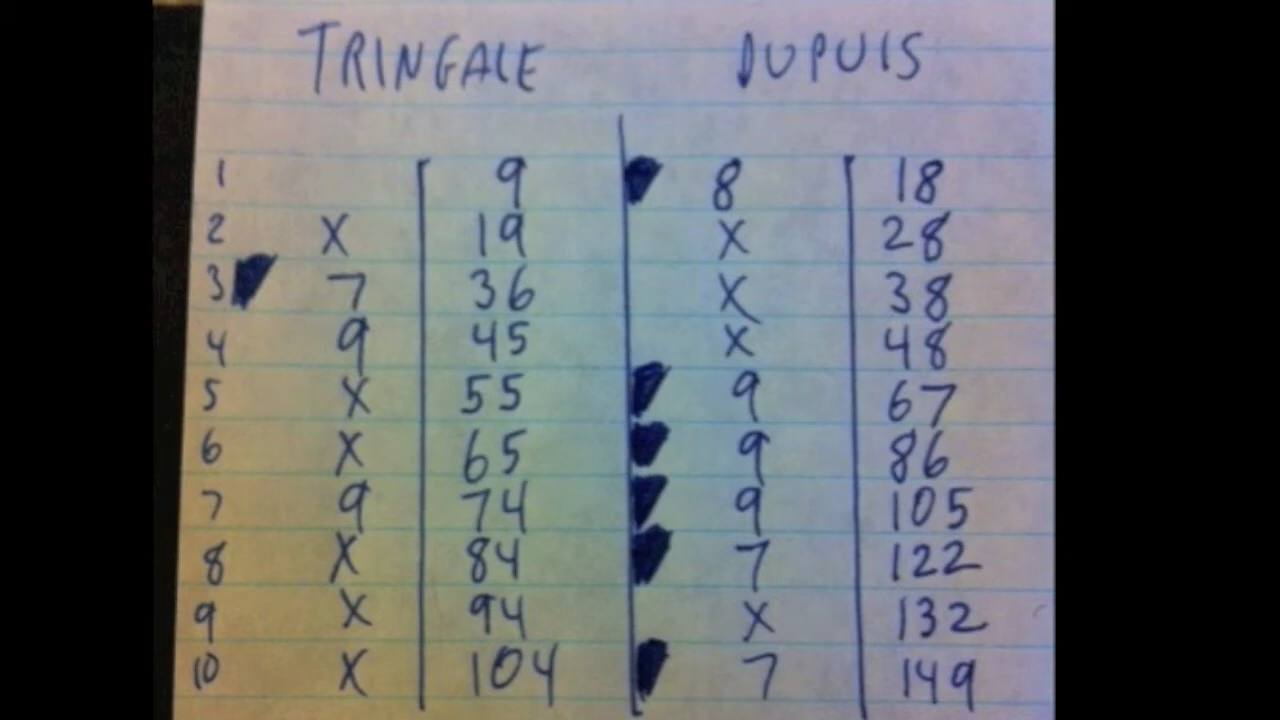 TRINGALE DUPUIS
1 9 8 18
2 X 19 X 28
3 7 36 X 38
4 9 45 X 48
5 X 55 9 67
6 X 65 9 86
7 9 74 9 105
8 X 84 7 122
9 X 94 X 132
10 X 104 7 149